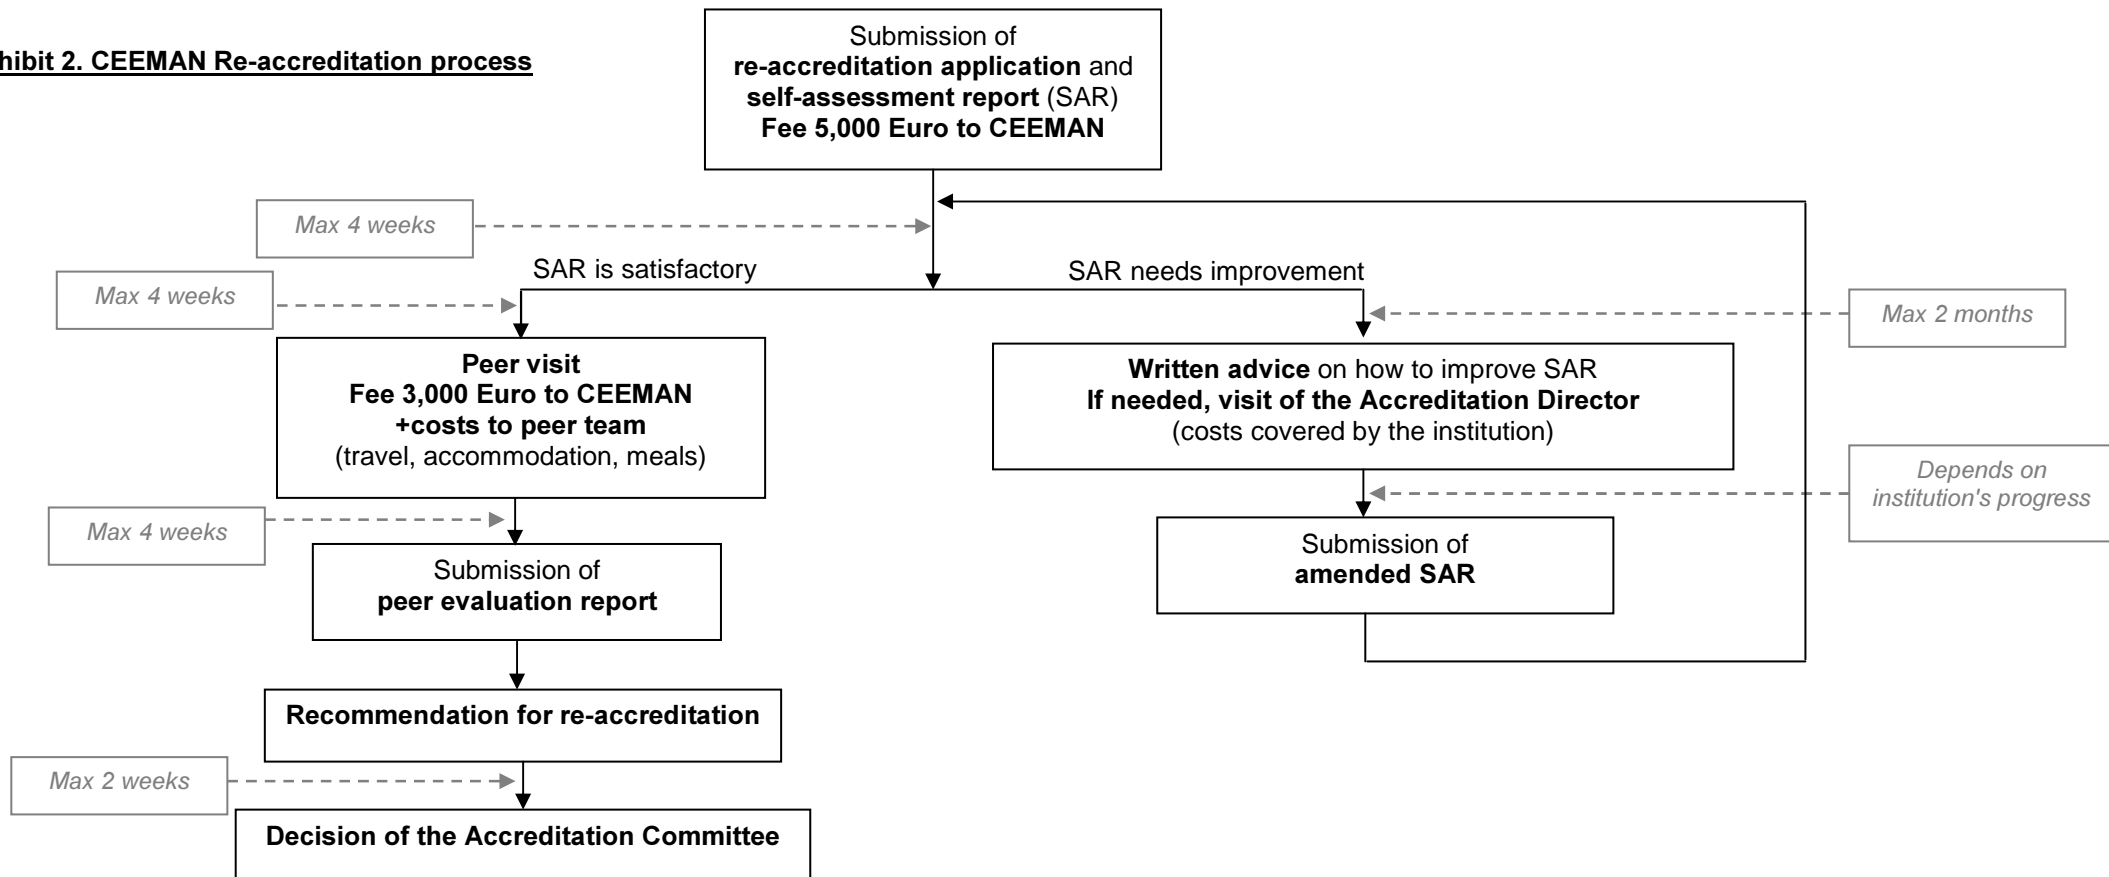 hibit 2. CEEMAN Re-accreditation process
Submission of
re-accreditation application and
self-assessment report (SAR)
Fee 5,000 Euro to CEEMAN
Max 4 weeks
SAR is satisfactory
SAR needs improvement
Max 4 weeks
Max 2 months
Peer visit
Fee 3,000 Euro to CEEMAN
+costs to peer team
(travel, accommodation, meals)
Written advice on how to improve SAR
If needed, visit of the Accreditation Director
(costs covered by the institution)
Depends on
institution's progress
Max 4 weeks
Submission of
peer evaluation report
Submission of
amended SAR
Recommendation for re-accreditation
Max 2 weeks
Decision of the Accreditation Committee